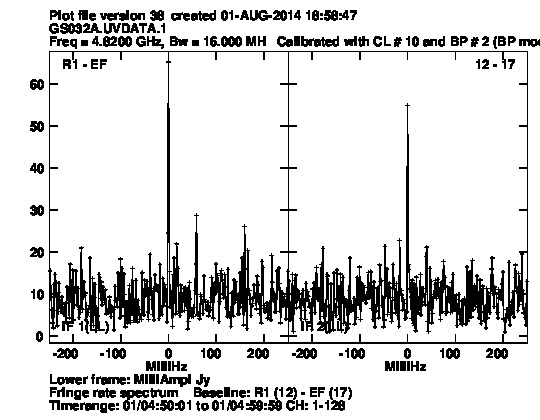 Plot file version 38 created 01-AUG-2014 18:58:47
GS032A.UVDATA.1
Freq = 4.8200 GHz, Bw = 16.000 MH Calibrated with CL # 10 and BP # 2 (BP mod
R1 - EF 12 - 17
60
50
40
30
20
10
0
IF 1(LL) IF 2(LL)
-200 -100 0 100 200 -200 -100 0 100 200
MilliHz MilliHz
Lower frame: MilliAmpl Jy
Fringe rate spectrum Baseline: R1 (12) - EF (17)
Timerange: 01/04:50:01 to 01/04:59:59 CH: 1-128